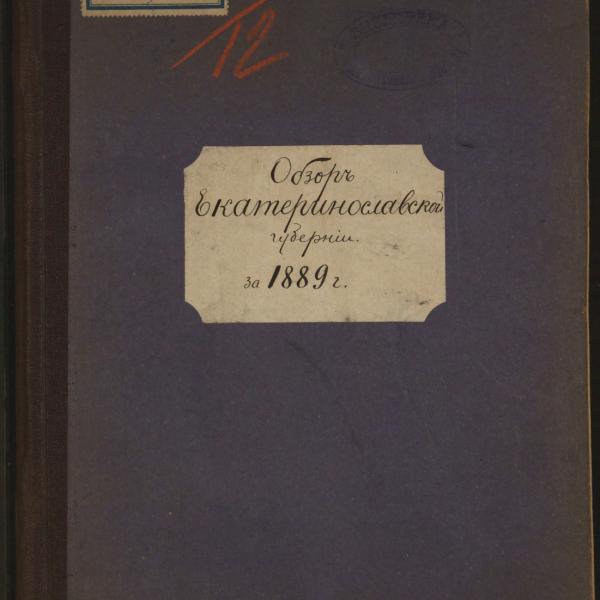 12
Обзоръ
Екатеринославской
губерніи.
за 1889 г.